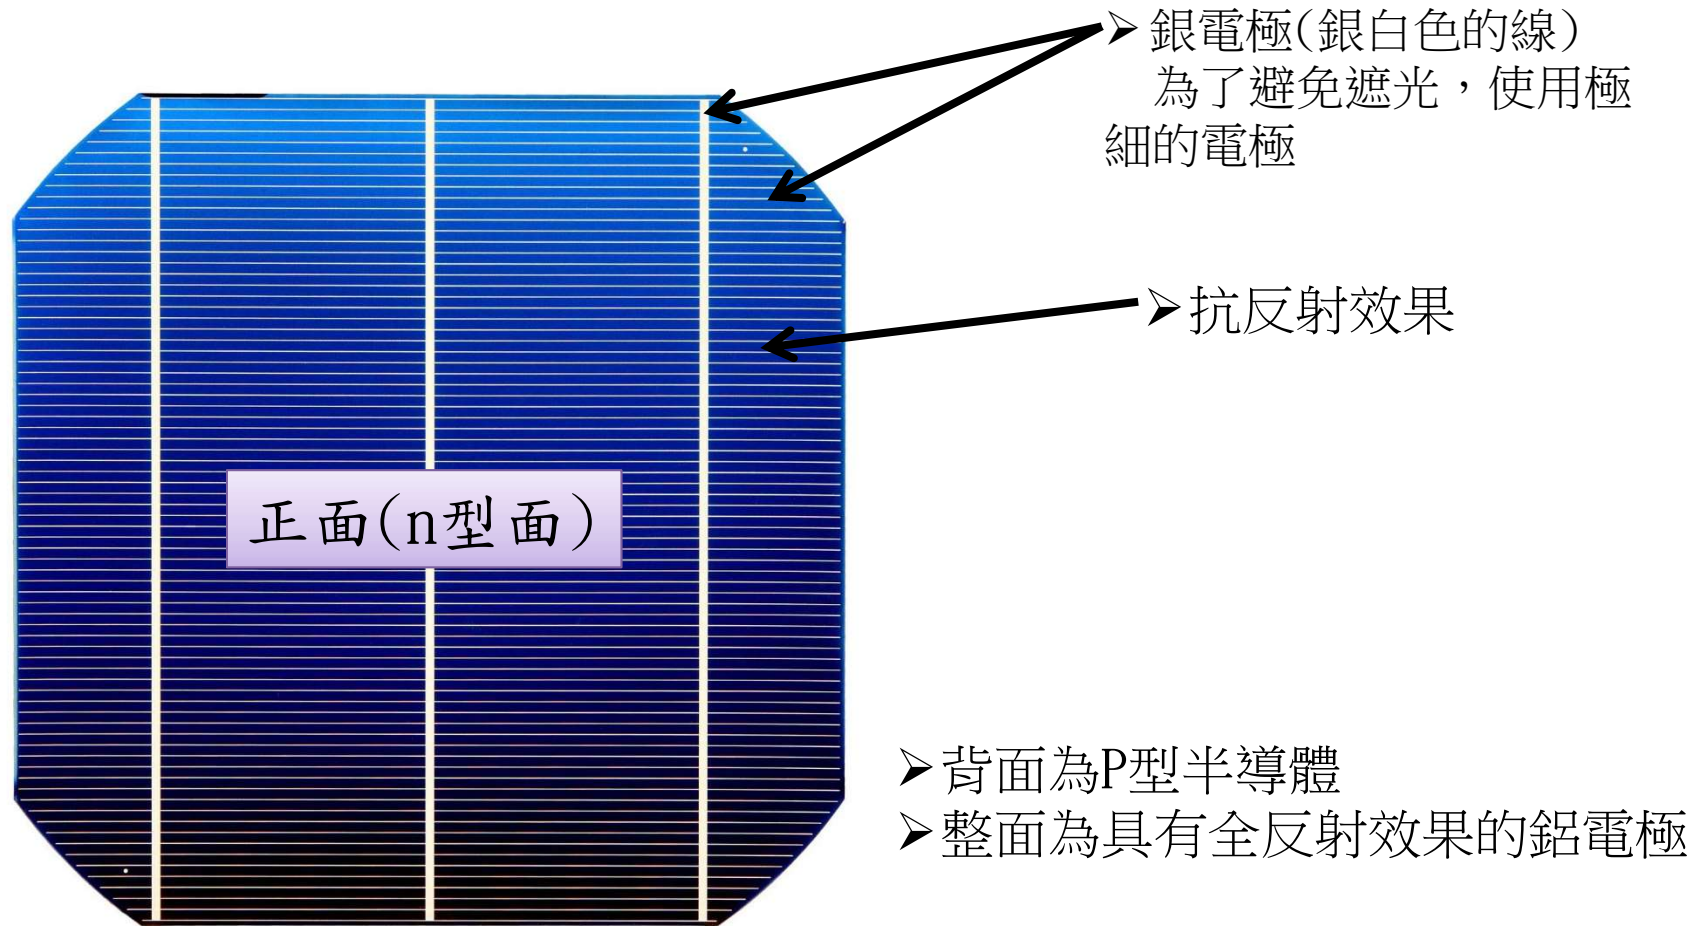 ➢銀電極(銀白色的線)
為了避免遮光，使用極
細的電極
➢抗反射效果
正面(n型面)
➢背面為P型半導體
➢整面為具有全反射效果的鋁電極